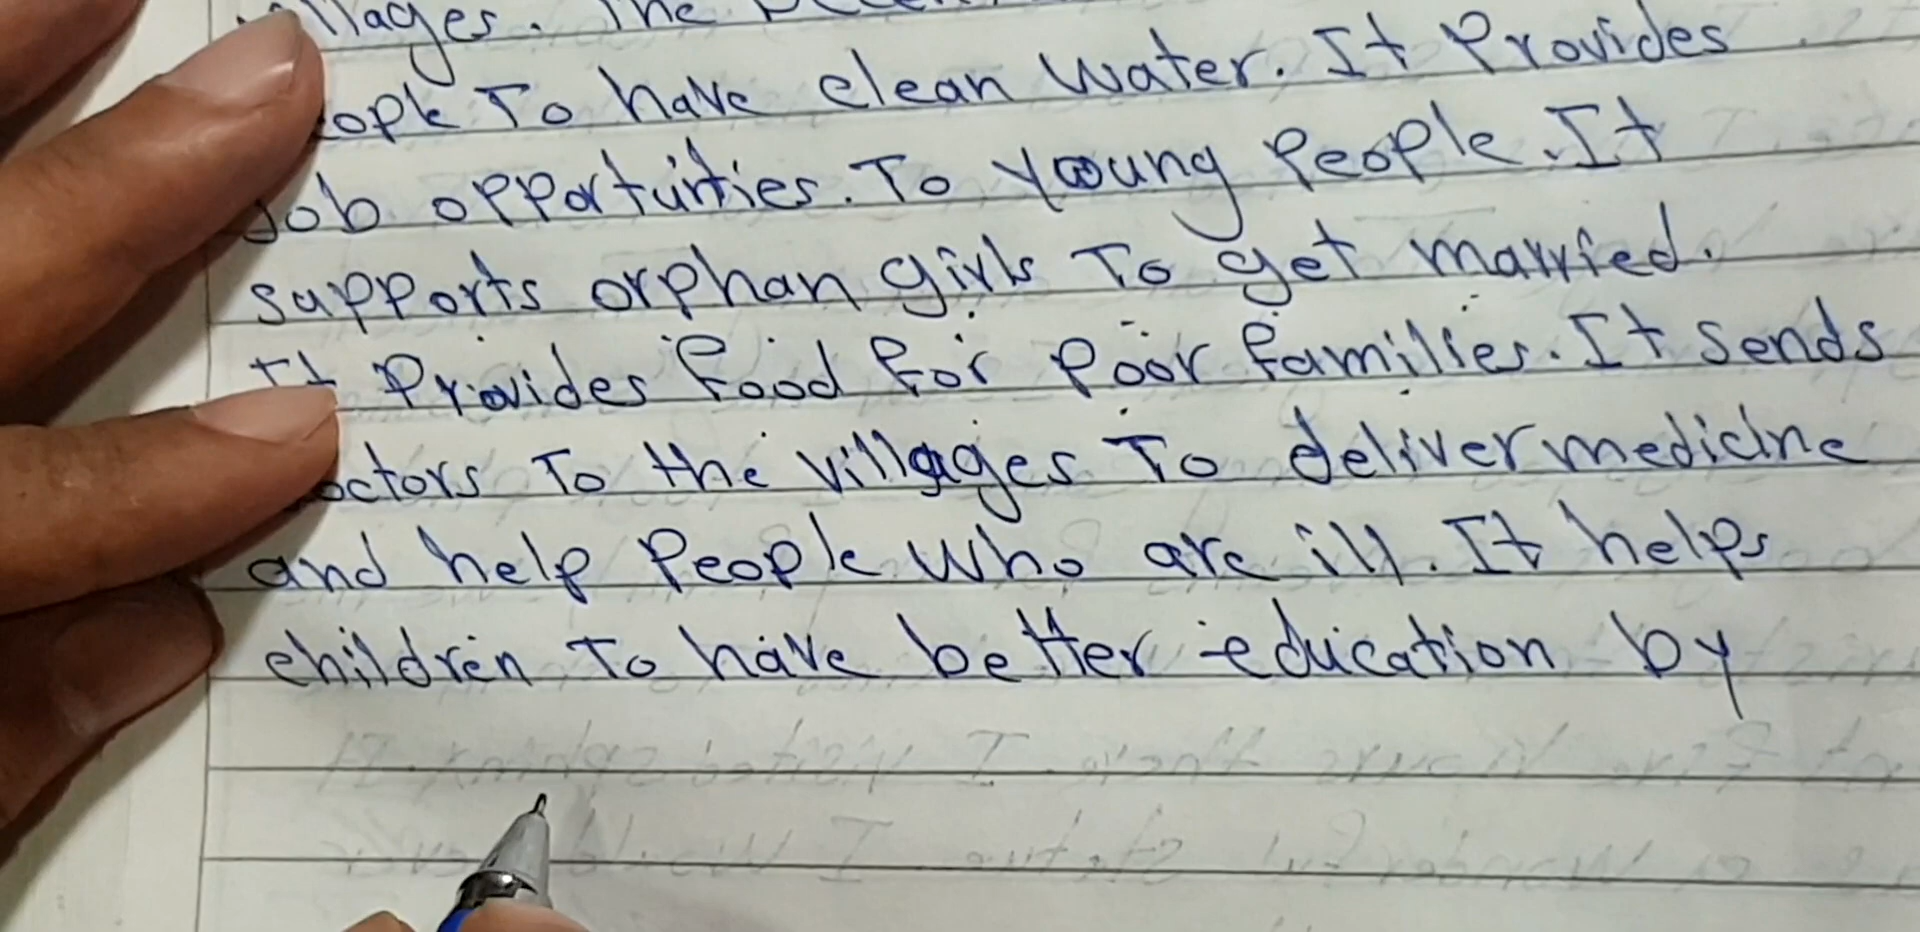 villages. The
eople To have clean water. It Provides
Job opportunities. To young People. It
supports orphan girls To get married.
It Provides food for poor families. It sends
octors To the villages To deliver medicine
and help People who are ill. It helps
children To have better education by